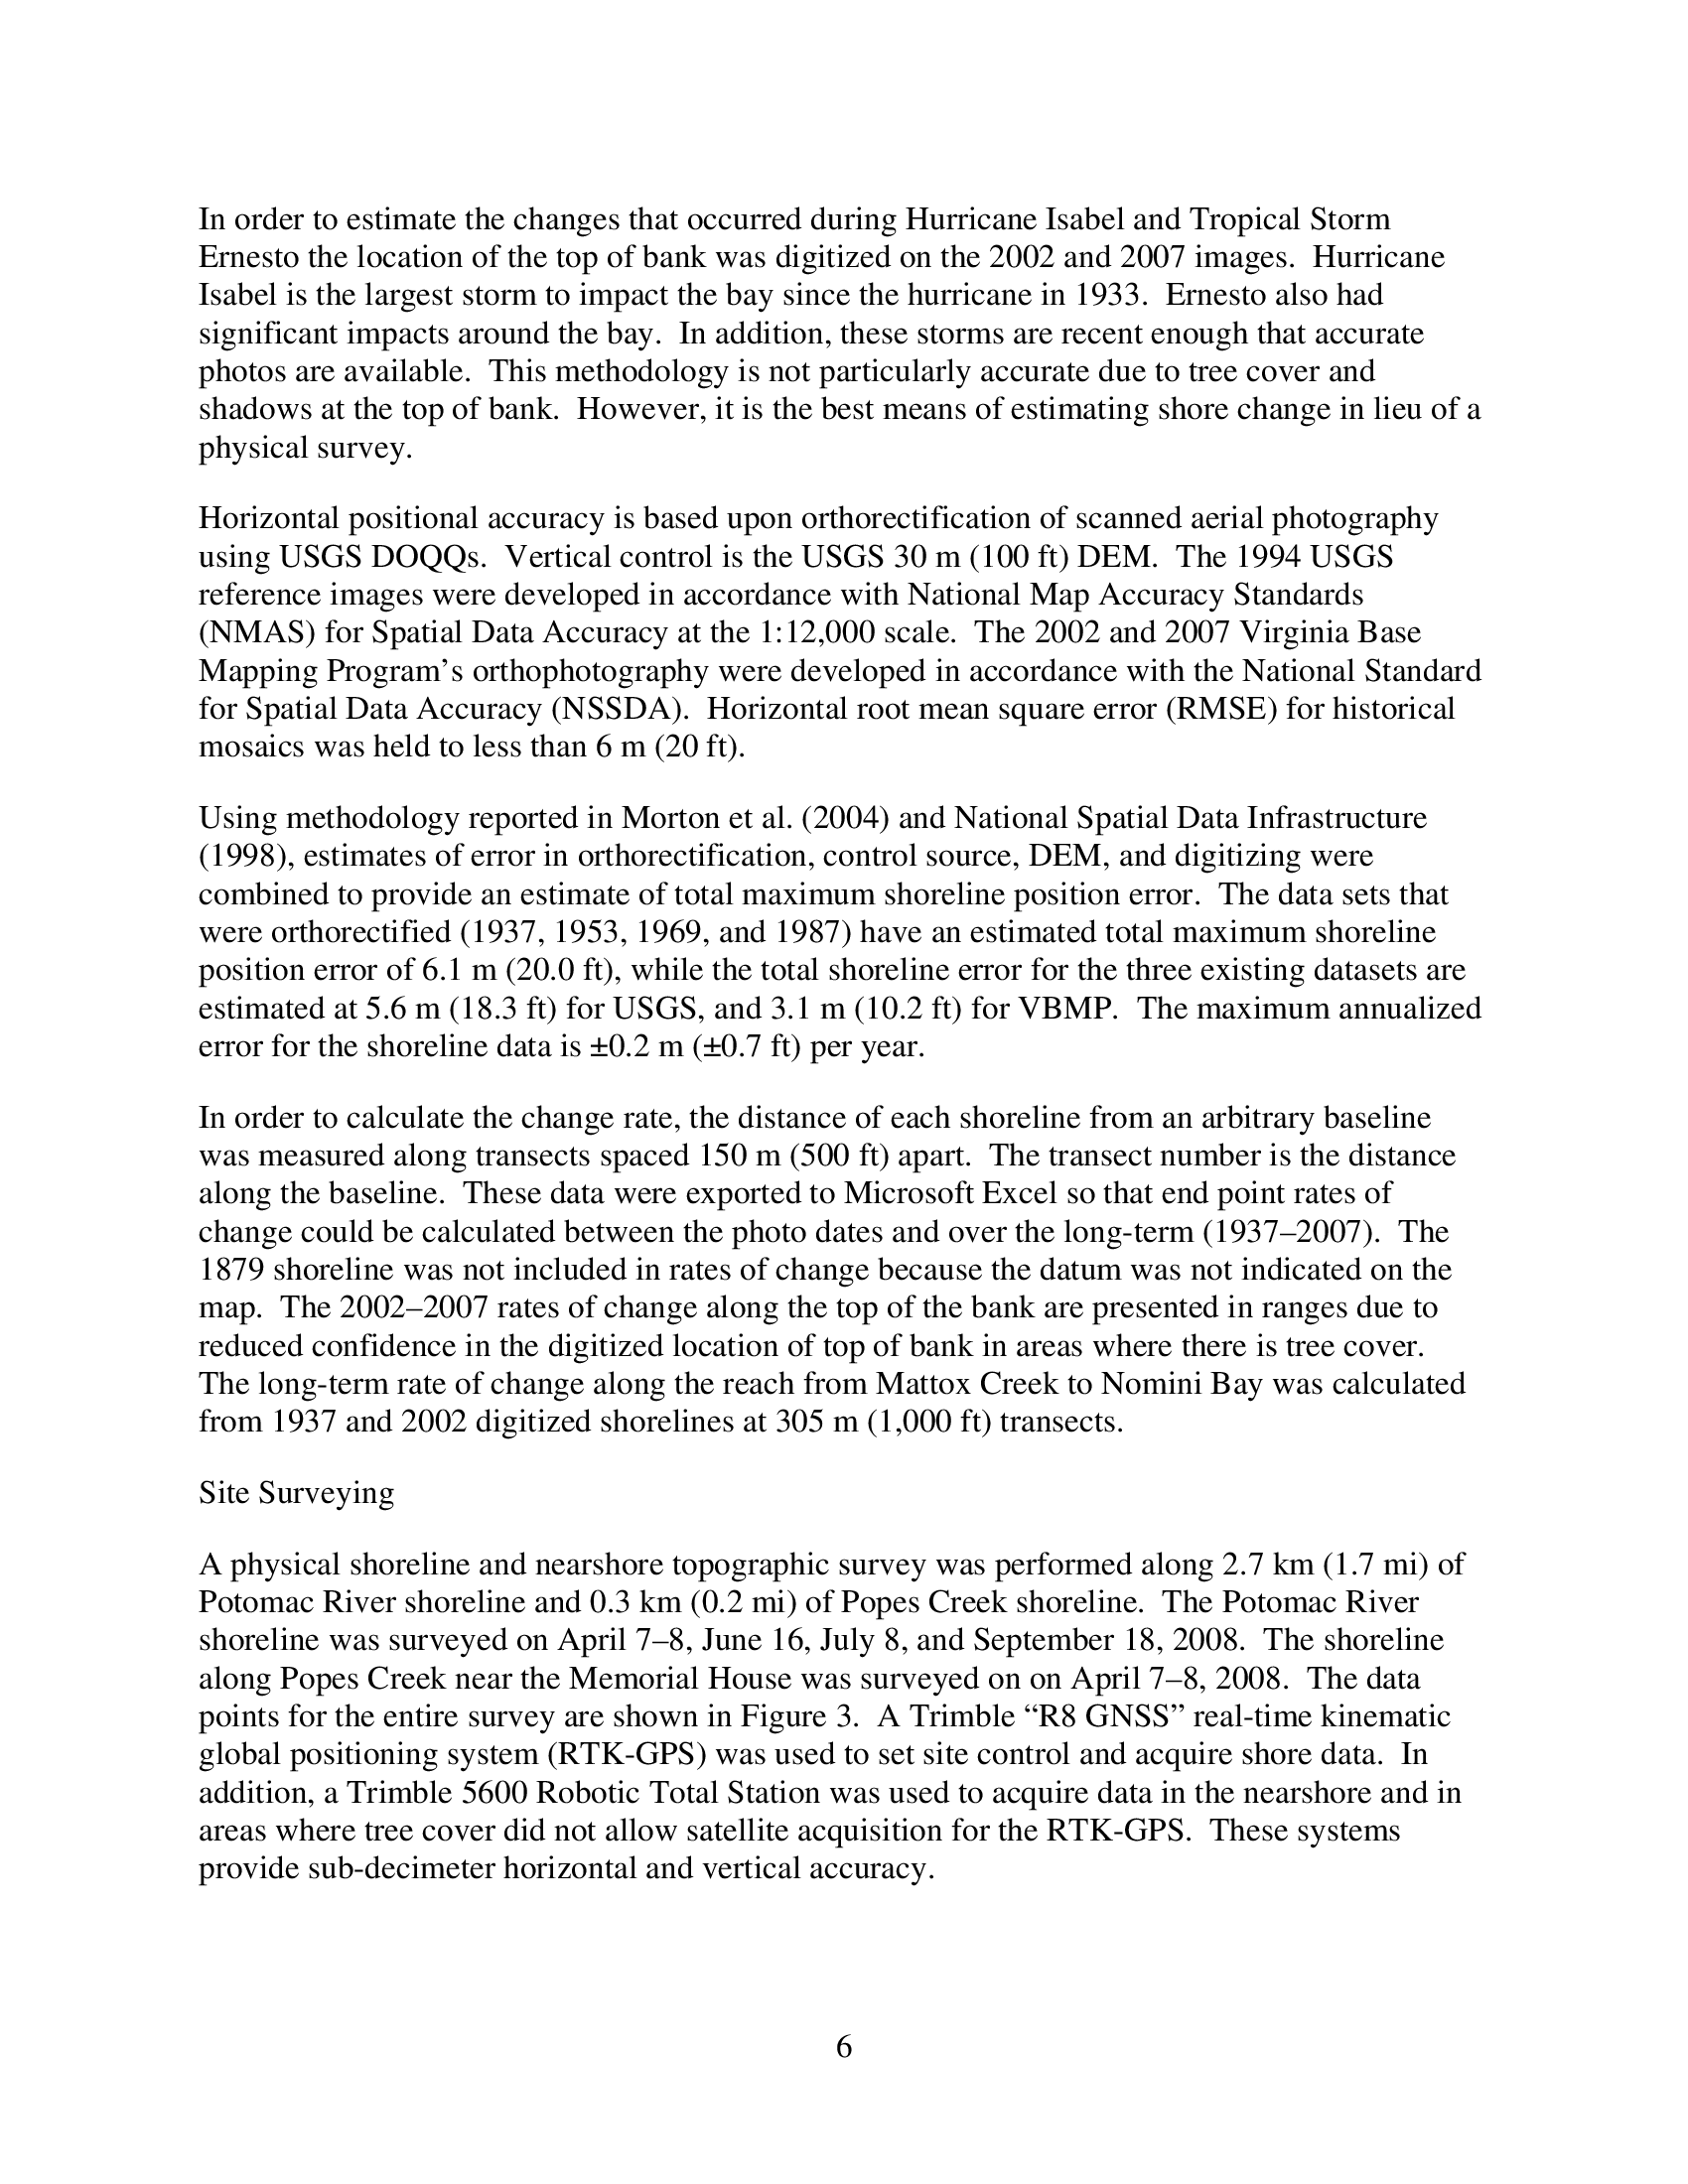 In order to estimate the changes that occurred during Hurricane Isabel and Tropical Storm
Ernesto the location of the top of bank was digitized on the 2002 and 2007 images.  Hurricane
Isabel is the largest storm to impact the bay since the hurricane in 1933.  Ernesto also had
significant impacts around the bay.  In addition, these storms are recent enough that accurate
photos are available.  This methodology is not particularly accurate due to tree cover and
shadows at the top of bank.  However, it is the best means of estimating shore change in lieu of a
physical survey.
Horizontal positional accuracy is based upon orthorectification of scanned aerial photography
using USGS DOQQs.  Vertical control is the USGS 30 m (100 ft) DEM.  The 1994 USGS
reference images were developed in accordance with National Map Accuracy Standards
(NMAS) for Spatial Data Accuracy at the 1:12,000 scale.  The 2002 and 2007 Virginia Base
Mapping Program’s orthophotography were developed in accordance with the National Standard
for Spatial Data Accuracy (NSSDA).  Horizontal root mean square error (RMSE) for historical
mosaics was held to less than 6 m (20 ft).
Using methodology reported in Morton et al. (2004) and National Spatial Data Infrastructure
(1998), estimates of error in orthorectification, control source, DEM, and digitizing were
combined to provide an estimate of total maximum shoreline position error.  The data sets that
were orthorectified (1937, 1953, 1969, and 1987) have an estimated total maximum shoreline
position error of 6.1 m (20.0 ft), while the total shoreline error for the three existing datasets are
estimated at 5.6 m (18.3 ft) for USGS, and 3.1 m (10.2 ft) for VBMP.  The maximum annualized
error for the shoreline data is ±0.2 m (±0.7 ft) per year.
In order to calculate the change rate, the distance of each shoreline from an arbitrary baseline
was measured along transects spaced 150 m (500 ft) apart.  The transect number is the distance
along the baseline.  These data were exported to Microsoft Excel so that end point rates of
change could be calculated between the photo dates and over the long-term (1937–2007).  The
1879 shoreline was not included in rates of change because the datum was not indicated on the
map.  The 2002–2007 rates of change along the top of the bank are presented in ranges due to
reduced confidence in the digitized location of top of bank in areas where there is tree cover.
The long-term rate of change along the reach from Mattox Creek to Nomini Bay was calculated
from 1937 and 2002 digitized shorelines at 305 m (1,000 ft) transects.
Site Surveying
A physical shoreline and nearshore topographic survey was performed along 2.7 km (1.7 mi) of
Potomac River shoreline and 0.3 km (0.2 mi) of Popes Creek shoreline.  The Potomac River
shoreline was surveyed on April 7–8, June 16, July 8, and September 18, 2008.  The shoreline
along Popes Creek near the Memorial House was surveyed on on April 7–8, 2008.  The data
points for the entire survey are shown in Figure 3.  A Trimble “R8 GNSS” real-time kinematic
global positioning system (RTK-GPS) was used to set site control and acquire shore data.  In
addition, a Trimble 5600 Robotic Total Station was used to acquire data in the nearshore and in
areas where tree cover did not allow satellite acquisition for the RTK-GPS.  These systems
provide sub-decimeter horizontal and vertical accuracy.
6